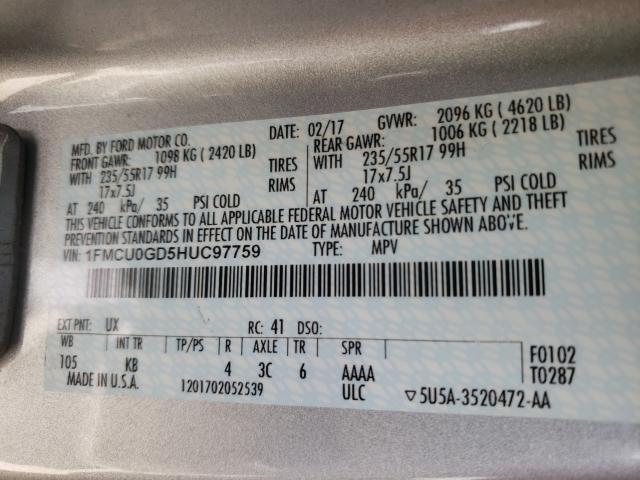 MFD. BY FORD MOTOR CO.
DATE: 02/17 GVWR: 2096 KG ( 4620 LB)
FRONT GAWR: 1098 KG ( 2420 LB) REAR GAWR: 1006 KG ( 2218 LB)
WITH 235/55R17 99H TIRES WITH 235/55R17 99H TIRES
17x7.5J RIMS 17x7.5J RIMS
AT 240 kPa/ 35 PSI COLD AT 240 kPa/ 35 PSI COLD
THIS VEHICLE CONFORMS TO ALL APPLICABLE FEDERAL MOTOR VEHICLE SAFETY AND THEFT
PREVENTION STANDARDS IN EFFECT ON THE DATE OF MANUFACTURE SHOWN ABOVE.
VIN: 1FMCU0GD5HUC97759 TYPE: MPV
EXT PNT: UX RC: 41 DSO:
WB INT TR TP/PS R AXLE TR SPR F0102
105 KB 4 3C 6 AAAA T0287
MADE IN U.S.A. 1201702052539 ULC ▽5U5A-3520472-AA